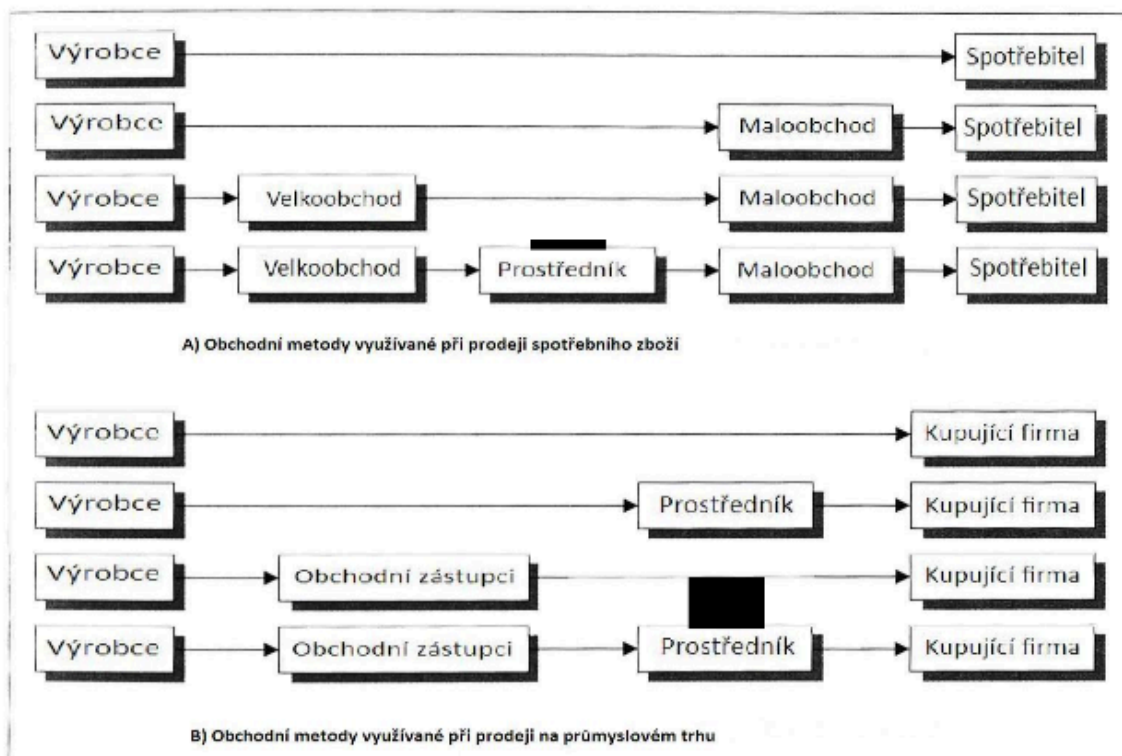 Výrobce Spotřebitel
Výrobce Maloobchod Spotřebitel
Výrobce Velkoobchod Maloobchod Spotřebitel
Výrobce Velkoobchod Prostředník Maloobchod Spotřebitel
A) Obchodní metody využívané při prodeji spotřebního zboží
Výrobce Kupující firma
Výrobce Prostředník Kupující firma
Výrobce Obchodní zástupci Kupující firma
Výrobce Obchodní zástupci Prostředník Kupující firma
B) Obchodní metody využívané při prodeji na průmyslovém trhu